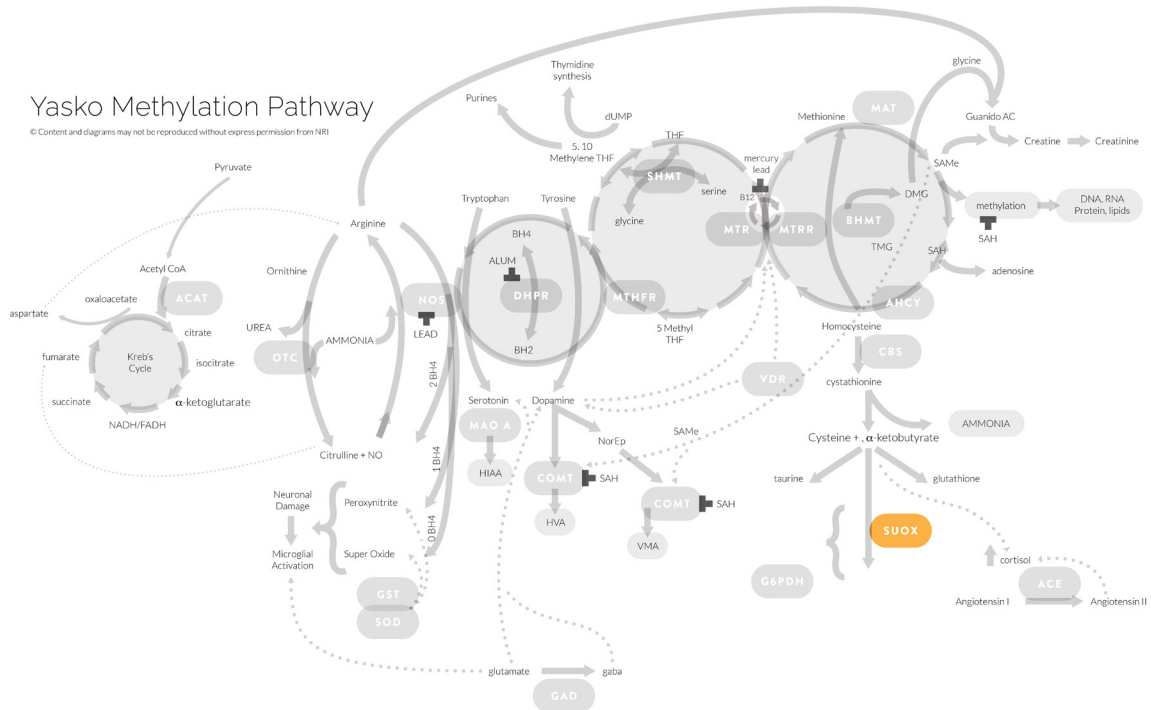 Yasko Methylation Pathway
© Content and diagrams may not be reproduced without express permission from NRI
Pyruvate
Acetyl CoA
ACAT
oxaloacetate
aspartate
citrate
fumarate
Kreb's
Cycle
isocitrate
succinate
α-ketoglutarate
NADH/FADH
Arginine
Ornithine
UREA
AMMONIA
OTC
Citrulline + NO
NOS
LEAD
2 BH4
1 BH4
0 BH4
Neuronal
Damage
Peroxynitrite
Microglial
Activation
Super Oxide
GST
SOD
Tryptophan
Tyrosine
BH4
ALUM
DHPR
BH2
Serotonin
Dopamine
MAO A
HIAA
NorEp
SAMe
COMT
SAH
COMT
SAH
HVA
VMA
glutamate
gaba
GAD
Thymidine
synthesis
Purines
dUMP
5, 10
Methylene THF
THF
SHMT
serine
glycine
MTHFR
5 Methyl
THF
mercury
lead
B12
MTR
MTRR
Methionine
MAT
glycine
Guanido AC
Creatine
Creatinine
SAMe
DMG
BHMT
TMG
methylation
DNA, RNA
Protein, lipids
SAH
SAH
adenosine
AHCY
Homocysteine
CBS
cystathionine
VDR
AMMONIA
Cysteine + , α-ketobutyrate
taurine
glutathione
SUOX
G6PDH
cortisol
ACE
Angiotensin I
Angiotensin II